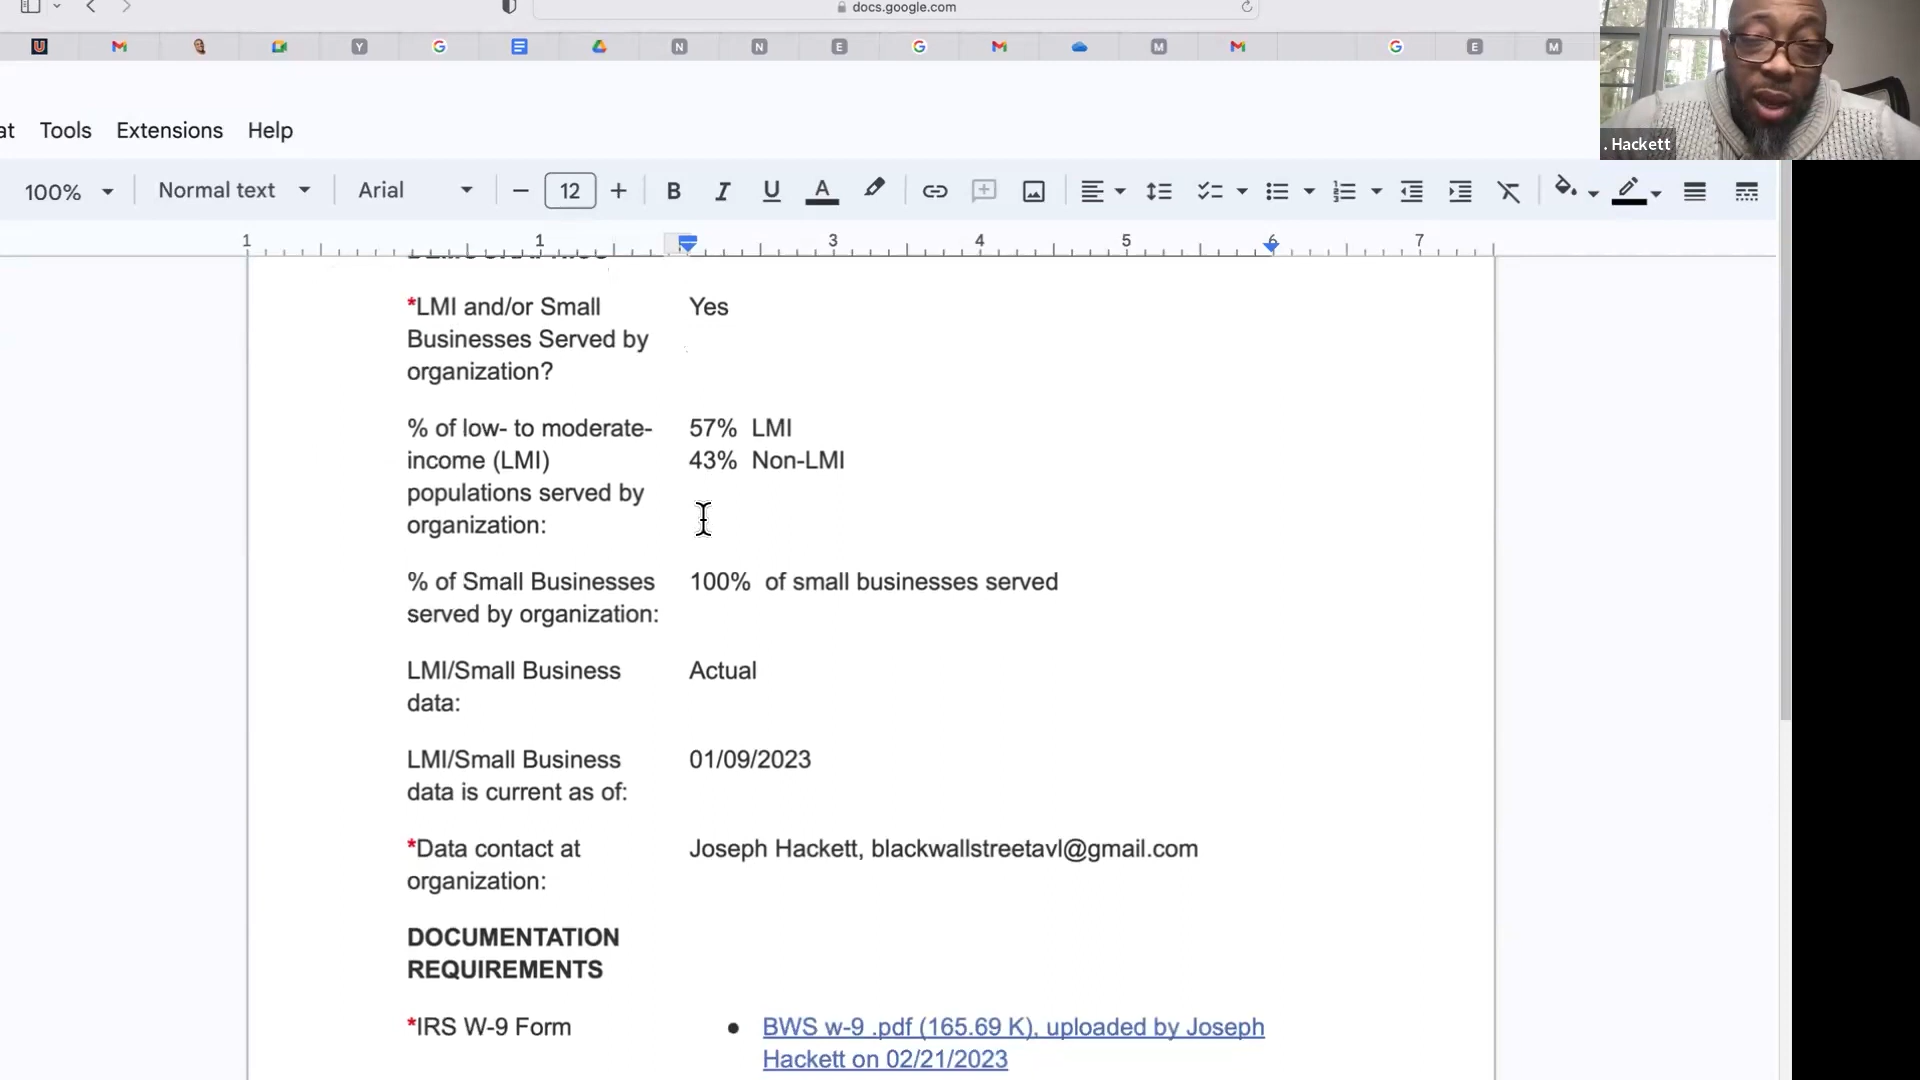 docs.google.com
at Tools Extensions Help
100% Normal text Arial 12
1 1 3 4 5 6 7
. Hackett
*LMI and/or Small Yes
Businesses Served by
organization?
% of low- to moderate- 57% LMI
income (LMI) 43% Non-LMI
populations served by
organization:
% of Small Businesses 100% of small businesses served
served by organization:
LMI/Small Business Actual
data:
LMI/Small Business 01/09/2023
data is current as of:
*Data contact at Joseph Hackett, blackwallstreetavl@gmail.com
organization:
DOCUMENTATION
REQUIREMENTS
*IRS W-9 Form ● BWS w-9 .pdf (165.69 K), uploaded by Joseph
Hackett on 02/21/2023